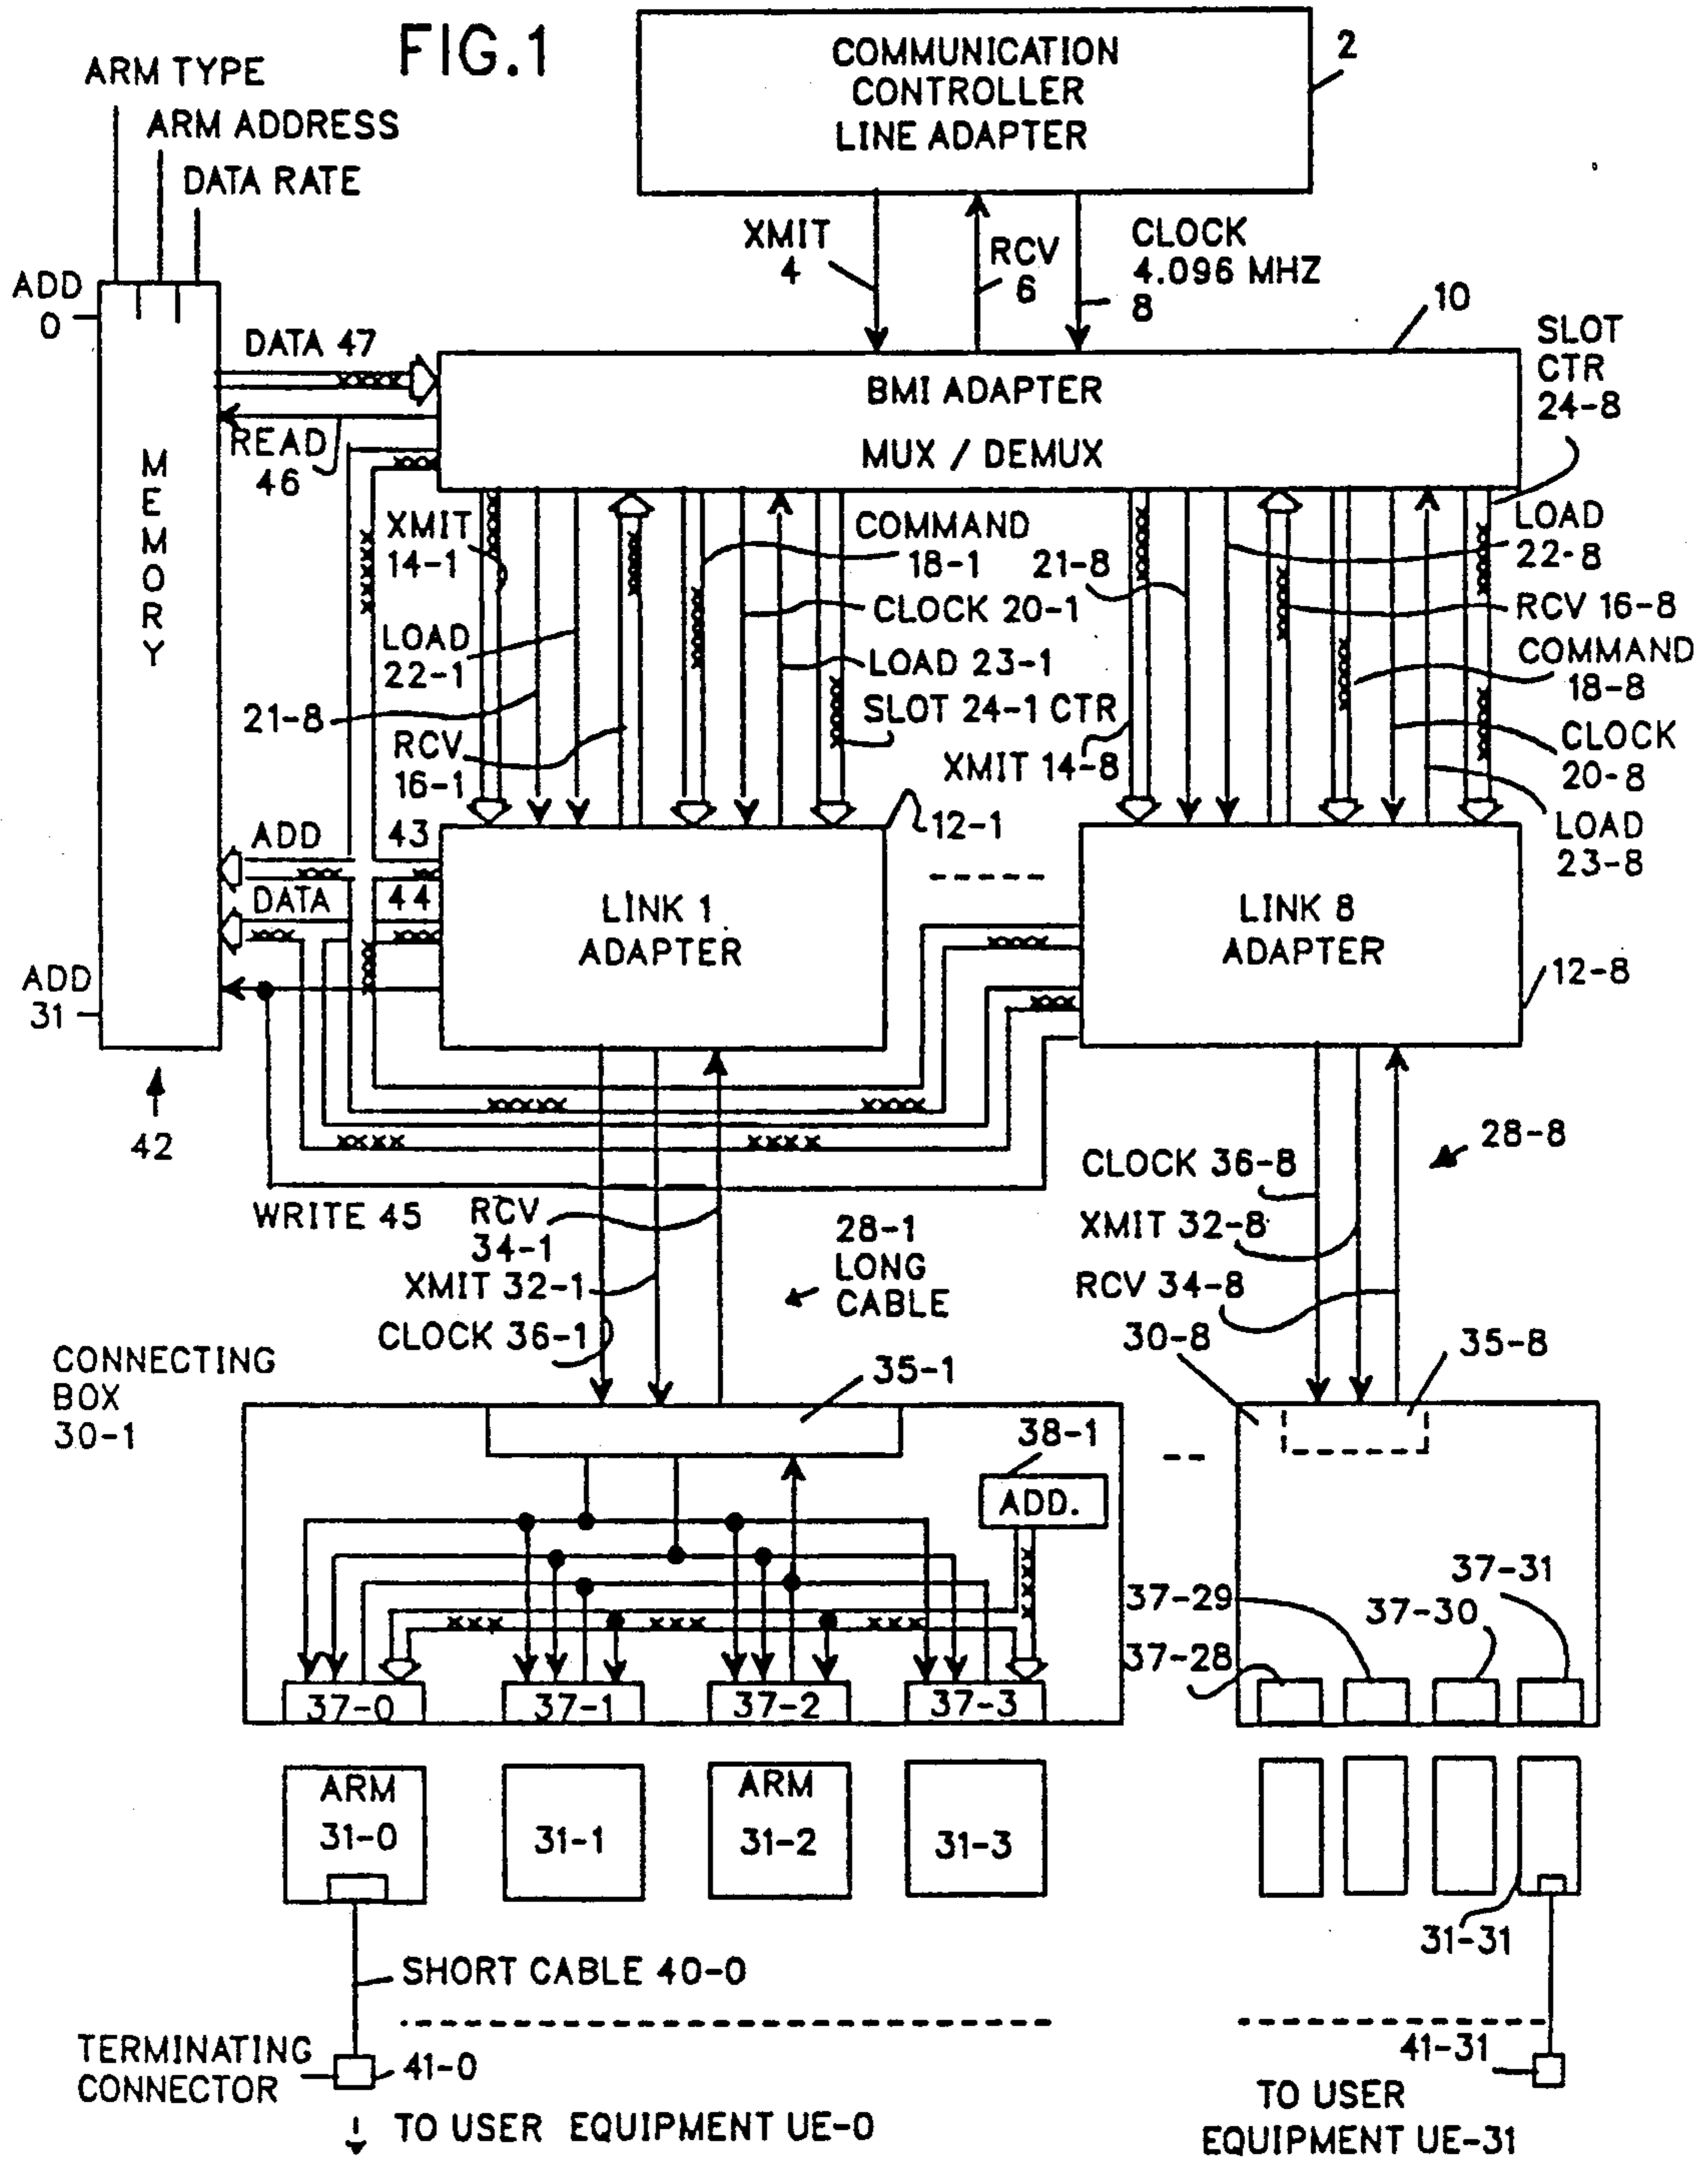 FIG.1
COMMUNICATION
CONTROLLER
LINE ADAPTER
2
ARM TYPE
ARM ADDRESS
DATA RATE
XMIT
4
RCV
6
CLOCK
4.096 MHZ
8
ADD
0
DATA 47
10
SLOT
CTR
24-8
BMI ADAPTER
MUX / DEMUX
READ
46
MEMORY
XMIT
14-1
COMMAND
18-1
21-8
LOAD
22-8
CLOCK 20-1
RCV 16-8
LOAD
22-1
LOAD 23-1
COMMAND
18-8
21-8
SLOT 24-1 CTR
RCV
16-1
XMIT 14-8
CLOCK
20-8
ADD 43
12-1
LOAD
23-8
DATA 44
LINK 1
ADAPTER
LINK 8
ADAPTER
12-8
ADD
31
42
28-8
CLOCK 36-8
WRITE 45
RCV
34-1
28-1
LONG
CABLE
XMIT 32-8
XMIT 32-1
RCV 34-8
CLOCK 36-1
30-8
35-8
CONNECTING
BOX
30-1
35-1
38-1
ADD.
37-31
37-29
37-30
37-28
37-0
37-1
37-2
37-3
ARM
31-0
31-1
ARM
31-2
31-3
31-31
SHORT CABLE 40-0
TERMINATING
CONNECTOR
41-0
41-31
TO USER EQUIPMENT UE-0
TO USER
EQUIPMENT UE-31